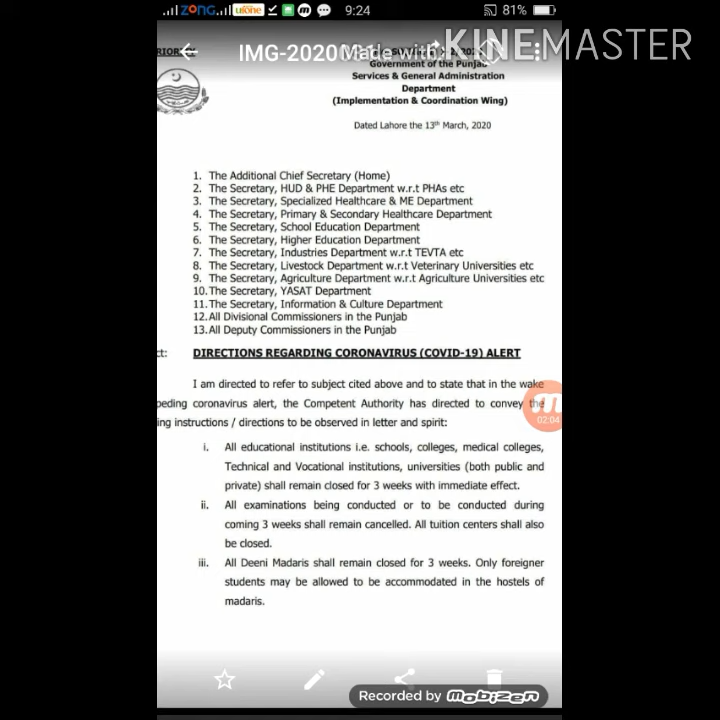 zong ufone 9:24 81%
RIORITY
IMG-2020
Made with
KINEMASTER
Government of the Punjab
Services & General Administration
Department
(Implementation & Coordination Wing)
Dated Lahore the 13th March, 2020
1. The Additional Chief Secretary (Home)
2. The Secretary, HUD & PHE Department w.r.t PHAs etc
3. The Secretary, Specialized Healthcare & ME Department
4. The Secretary, Primary & Secondary Healthcare Department
5. The Secretary, School Education Department
6. The Secretary, Higher Education Department
7. The Secretary, Industries Department w.r.t TEVTA etc
8. The Secretary, Livestock Department w.r.t Veterinary Universities etc
9. The Secretary, Agriculture Department w.r.t Agriculture Universities etc
10. The Secretary, YASAT Department
11. The Secretary, Information & Culture Department
12. All Divisional Commissioners in the Punjab
13. All Deputy Commissioners in the Punjab
ct: DIRECTIONS REGARDING CORONAVIRUS (COVID-19) ALERT
I am directed to refer to subject cited above and to state that in the wake
peding coronavirus alert, the Competent Authority has directed to convey the
ing instructions / directions to be observed in letter and spirit:
02:04
i. All educational institutions i.e. schools, colleges, medical colleges,
Technical and Vocational institutions, universities (both public and
private) shall remain closed for 3 weeks with immediate effect.
ii. All examinations being conducted or to be conducted during
coming 3 weeks shall remain cancelled. All tuition centers shall also
be closed.
iii. All Deeni Madaris shall remain closed for 3 weeks. Only foreigner
students may be allowed to be accommodated in the hostels of
madaris.
Recorded by mobizen